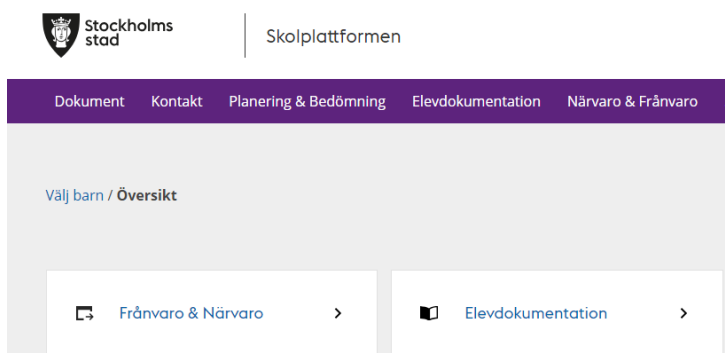 Stockholms
stad
Skolplattformen
Dokument Kontakt Planering & Bedömning Elevdokumentation Närvaro & Frånvaro
Välj barn / Översikt
Frånvaro & Närvaro
Elevdokumentation